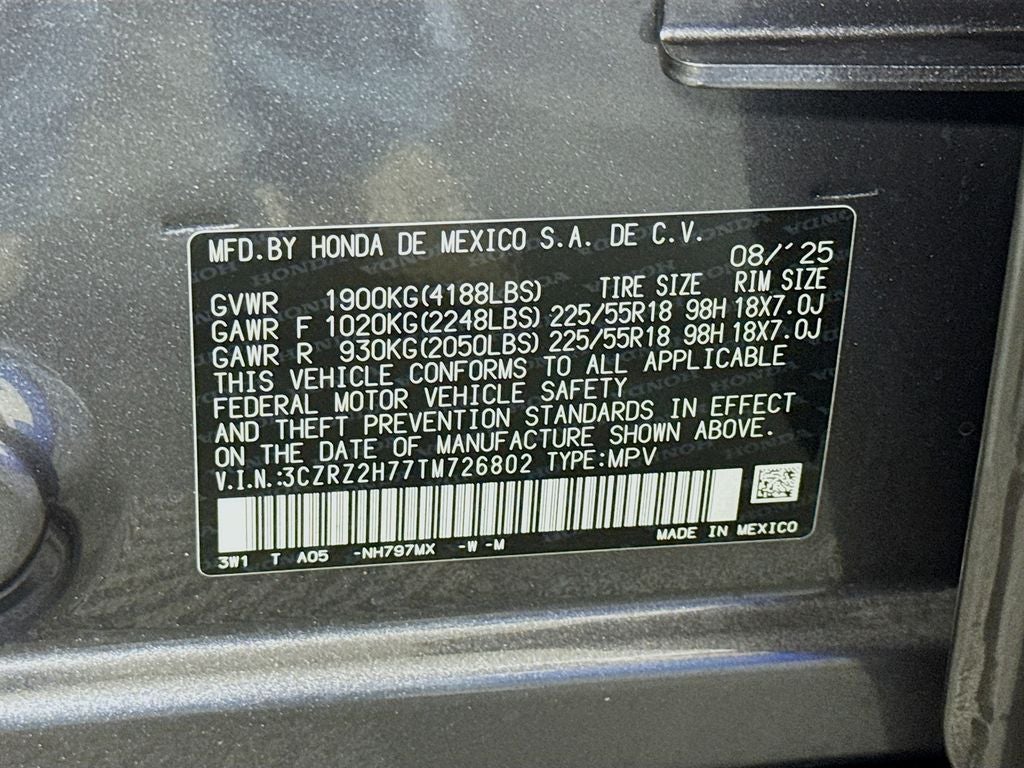 MFD.BY HONDA DE MEXICO S.A. DE C.V. 08/'25
GVWR 1900KG(4188LBS) TIRE SIZE RIM SIZE
GAWR F 1020KG(2248LBS) 225/55R18 98H 18X7.0J
GAWR R 930KG(2050LBS) 225/55R18 98H 18X7.0J
THIS VEHICLE CONFORMS TO ALL APPLICABLE
FEDERAL MOTOR VEHICLE SAFETY
AND THEFT PREVENTION STANDARDS IN EFFECT
ON THE DATE OF MANUFACTURE SHOWN ABOVE.
V.I.N.:3CZRZ2H77TM726802 TYPE:MPV
MADE IN MEXICO
3W1 T A05 -NH797MX -W -M